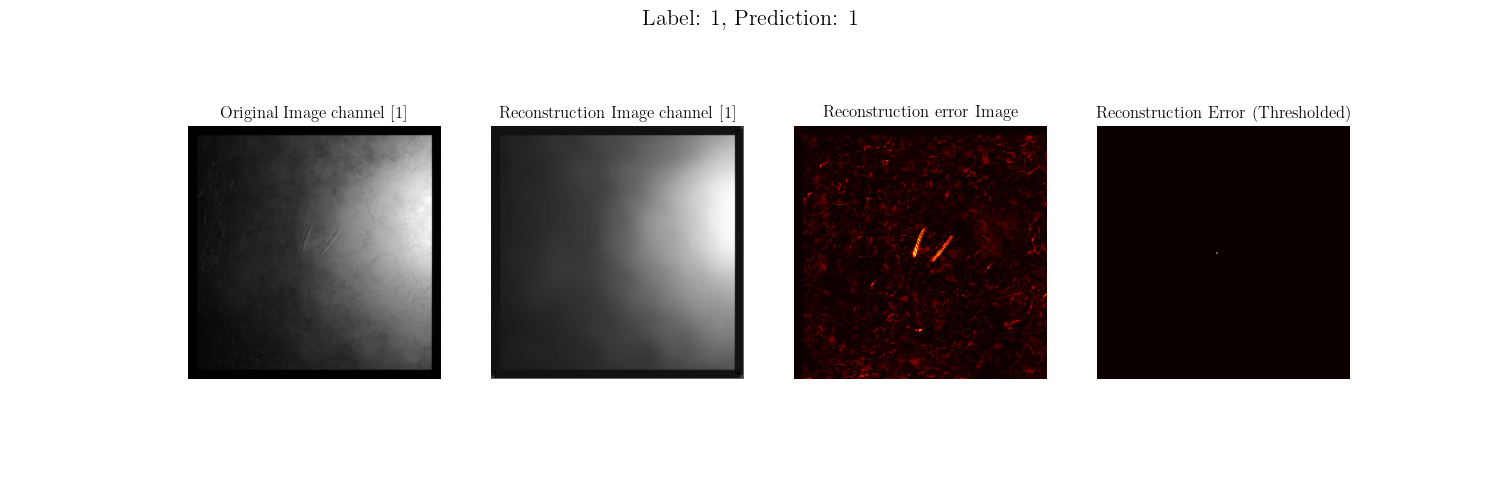 Label: 1, Prediction: 1
Original Image channel [1]
Reconstruction Image channel [1]
Reconstruction error Image
Reconstruction Error (Thresholded)